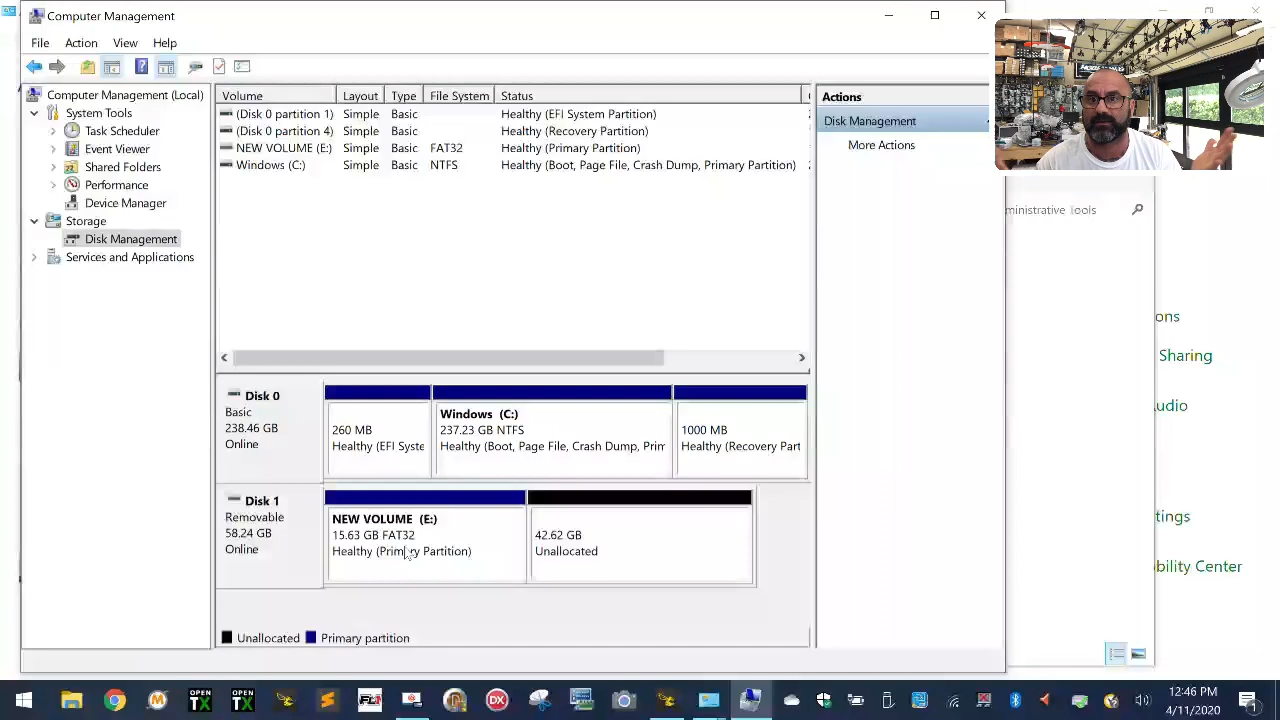 Computer Management
File Action View Help
Computer Management (Local)
System Tools
Task Scheduler
Event Viewer
Shared Folders
Performance
Device Manager
Storage
Disk Management
Services and Applications
Volume Layout Type File System Status
(Disk 0 partition 1) Simple Basic Healthy (EFI System Partition)
(Disk 0 partition 4) Simple Basic Healthy (Recovery Partition)
NEW VOLUME (E:) Simple Basic FAT32 Healthy (Primary Partition)
Windows (C:) Simple Basic NTFS Healthy (Boot, Page File, Crash Dump, Primary Partition)
Disk 0
Basic
238.46 GB
Online
260 MB
Healthy (EFI Syste
Windows (C:)
237.23 GB NTFS
Healthy (Boot, Page File, Crash Dump, Prim
1000 MB
Healthy (Recovery Part
Disk 1
Removable
58.24 GB
Online
NEW VOLUME (E:)
15.63 GB FAT32
Healthy (Primary Partition)
42.62 GB
Unallocated
Unallocated Primary partition
Actions
Disk Management
More Actions
ministrative Tools
ons
Sharing
udio
tings
bility Center
OPEN TX
OPEN TX
DX
12:46 PM
4/11/2020
1